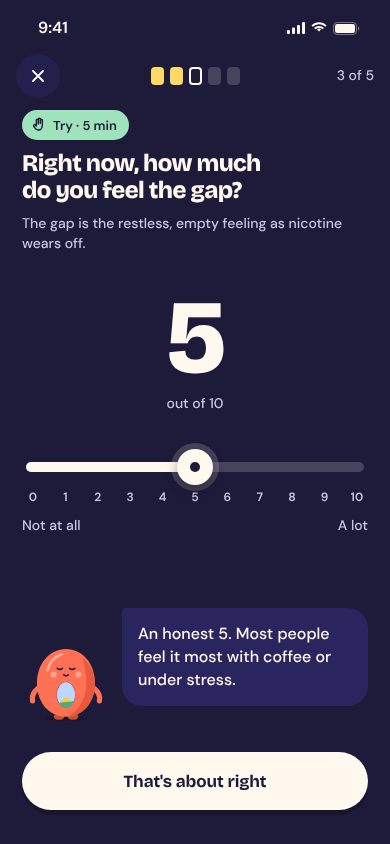 9:41
3 of 5
Try · 5 min
Right now, how much
do you feel the gap?
The gap is the restless, empty feeling as nicotine
wears off.
5
out of 10
0 1 2 3 4 5 6 7 8 9 10
Not at all A lot
An honest 5. Most people
feel it most with coffee or
under stress.
That's about right